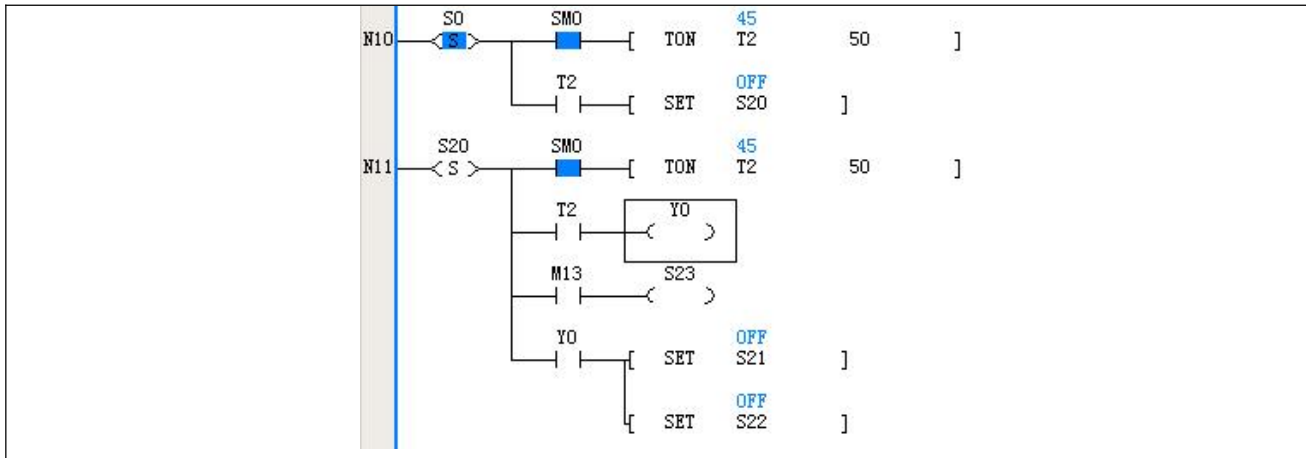 S0 SM0 45
N10 S TON T2 50
T2 OFF
SET S20
S20 SM0 45
N11 S TON T2 50
T2 Y0
M13 S23
Y0 OFF
SET S21
OFF
SET S22